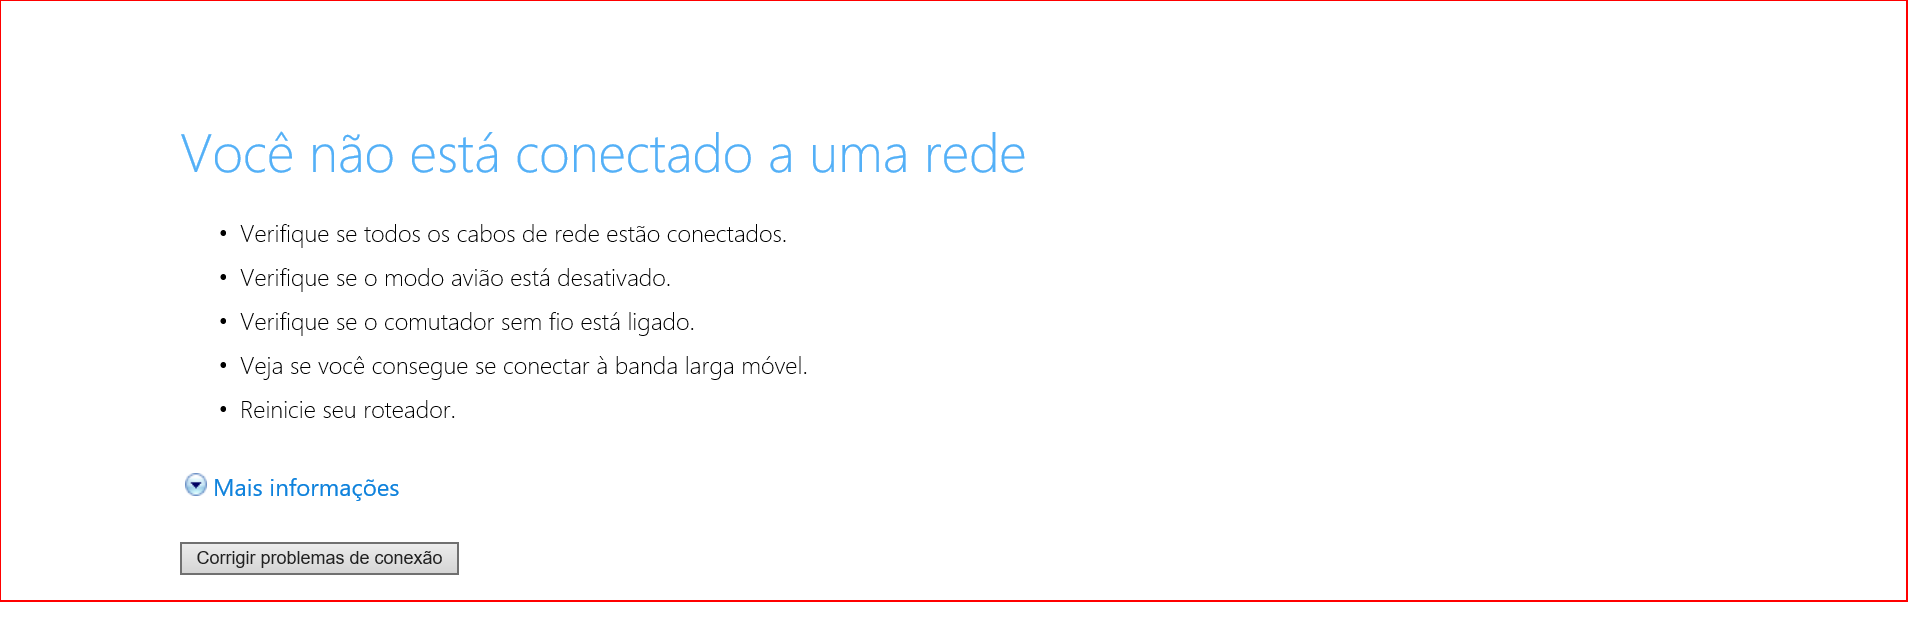 Você não está conectado a uma rede
• Verifique se todos os cabos de rede estão conectados.
• Verifique se o modo avião está desativado.
• Verifique se o comutador sem fio está ligado.
• Veja se você consegue se conectar à banda larga móvel.
• Reinicie seu roteador.
Mais informações
Corrigir problemas de conexão